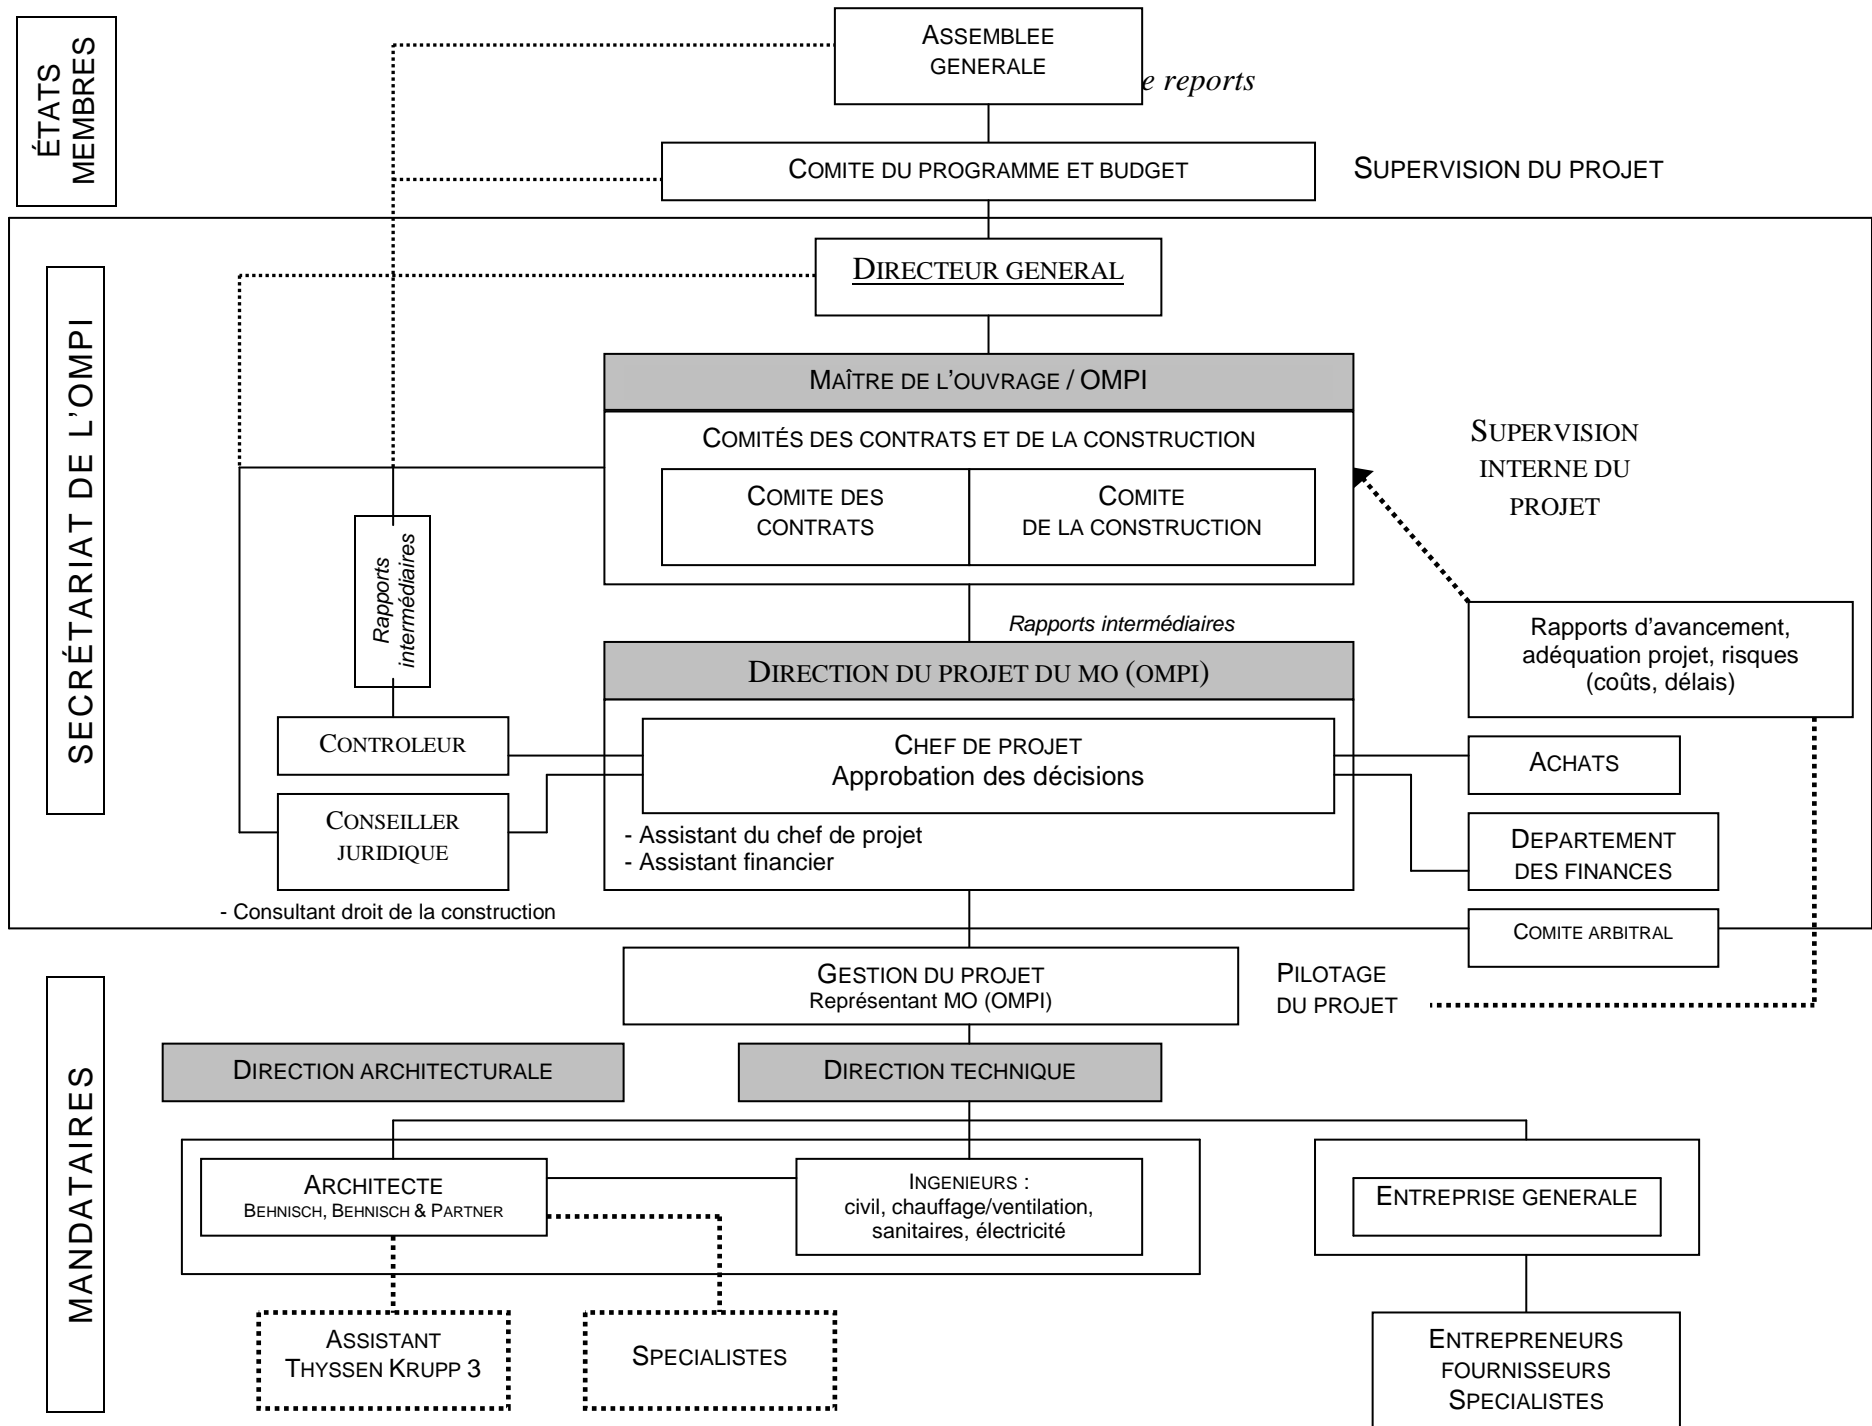 ÉTATS
MEMBRES
ASSEMBLEE
GENERALE
e reports
COMITE DU PROGRAMME ET BUDGET
SUPERVISION DU PROJET
SECRÉTARIAT DE L’OMPI
DIRECTEUR GENERAL
MAÎTRE DE L’OUVRAGE / OMPI
COMITÉS DES CONTRATS ET DE LA CONSTRUCTION
COMITE DES
CONTRATS
COMITE
DE LA CONSTRUCTION
SUPERVISION
INTERNE DU
PROJET
Rapports
intermédiaires
Rapports intermédiaires
Rapports d’avancement,
adéquation projet, risques
(coûts, délais)
DIRECTION DU PROJET DU MO (OMPI)
CONTROLEUR
CHEF DE PROJET
Approbation des décisions
ACHATS
CONSEILLER
JURIDIQUE
- Assistant du chef de projet
- Assistant financier
DEPARTEMENT
DES FINANCES
- Consultant droit de la construction
COMITE ARBITRAL
MANDATAIRES
GESTION DU PROJET
Représentant MO (OMPI)
PILOTAGE
DU PROJET
DIRECTION ARCHITECTURALE
DIRECTION TECHNIQUE
ARCHITECTE
BEHNISCH, BEHNISCH & PARTNER
INGENIEURS :
civil, chauffage/ventilation,
sanitaires, électricité
ENTREPRISE GENERALE
ASSISTANT
THYSSEN KRUPP 3
SPECIALISTES
ENTREPRENEURS
FOURNISSEURS
SPECIALISTES